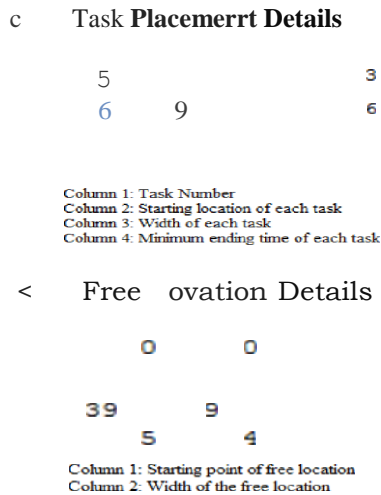 c Task Placemerrt Details
5 3
6 9 6
Column 1: Task Number
Column 2: Starting location of each task
Column 3: Width of each task
Column 4: Minimum ending time of each task
< Free ovation Details
0 0
39 9
5 4
Column 1: Starting point of free location
Column 2: Width of the free location